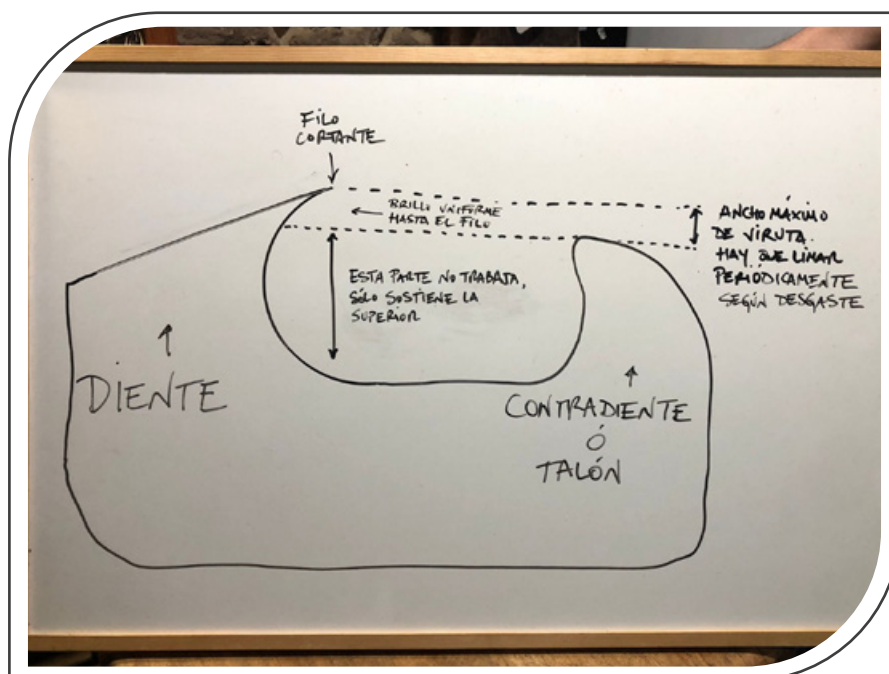 FILO
CORTANTE
BRILLO UNIFORME
HASTA EL FILO
ANCHO MÁXIMO
DE VIRUTA.
HAY QUE LIMAR
PERIÓDICAMENTE
SEGÚN DESGASTE
ESTA PARTE NO TRABAJA,
SÓLO SOSTIENE LA
SUPERIOR
DIENTE
CONTRADIENTE
Ó
TALÓN